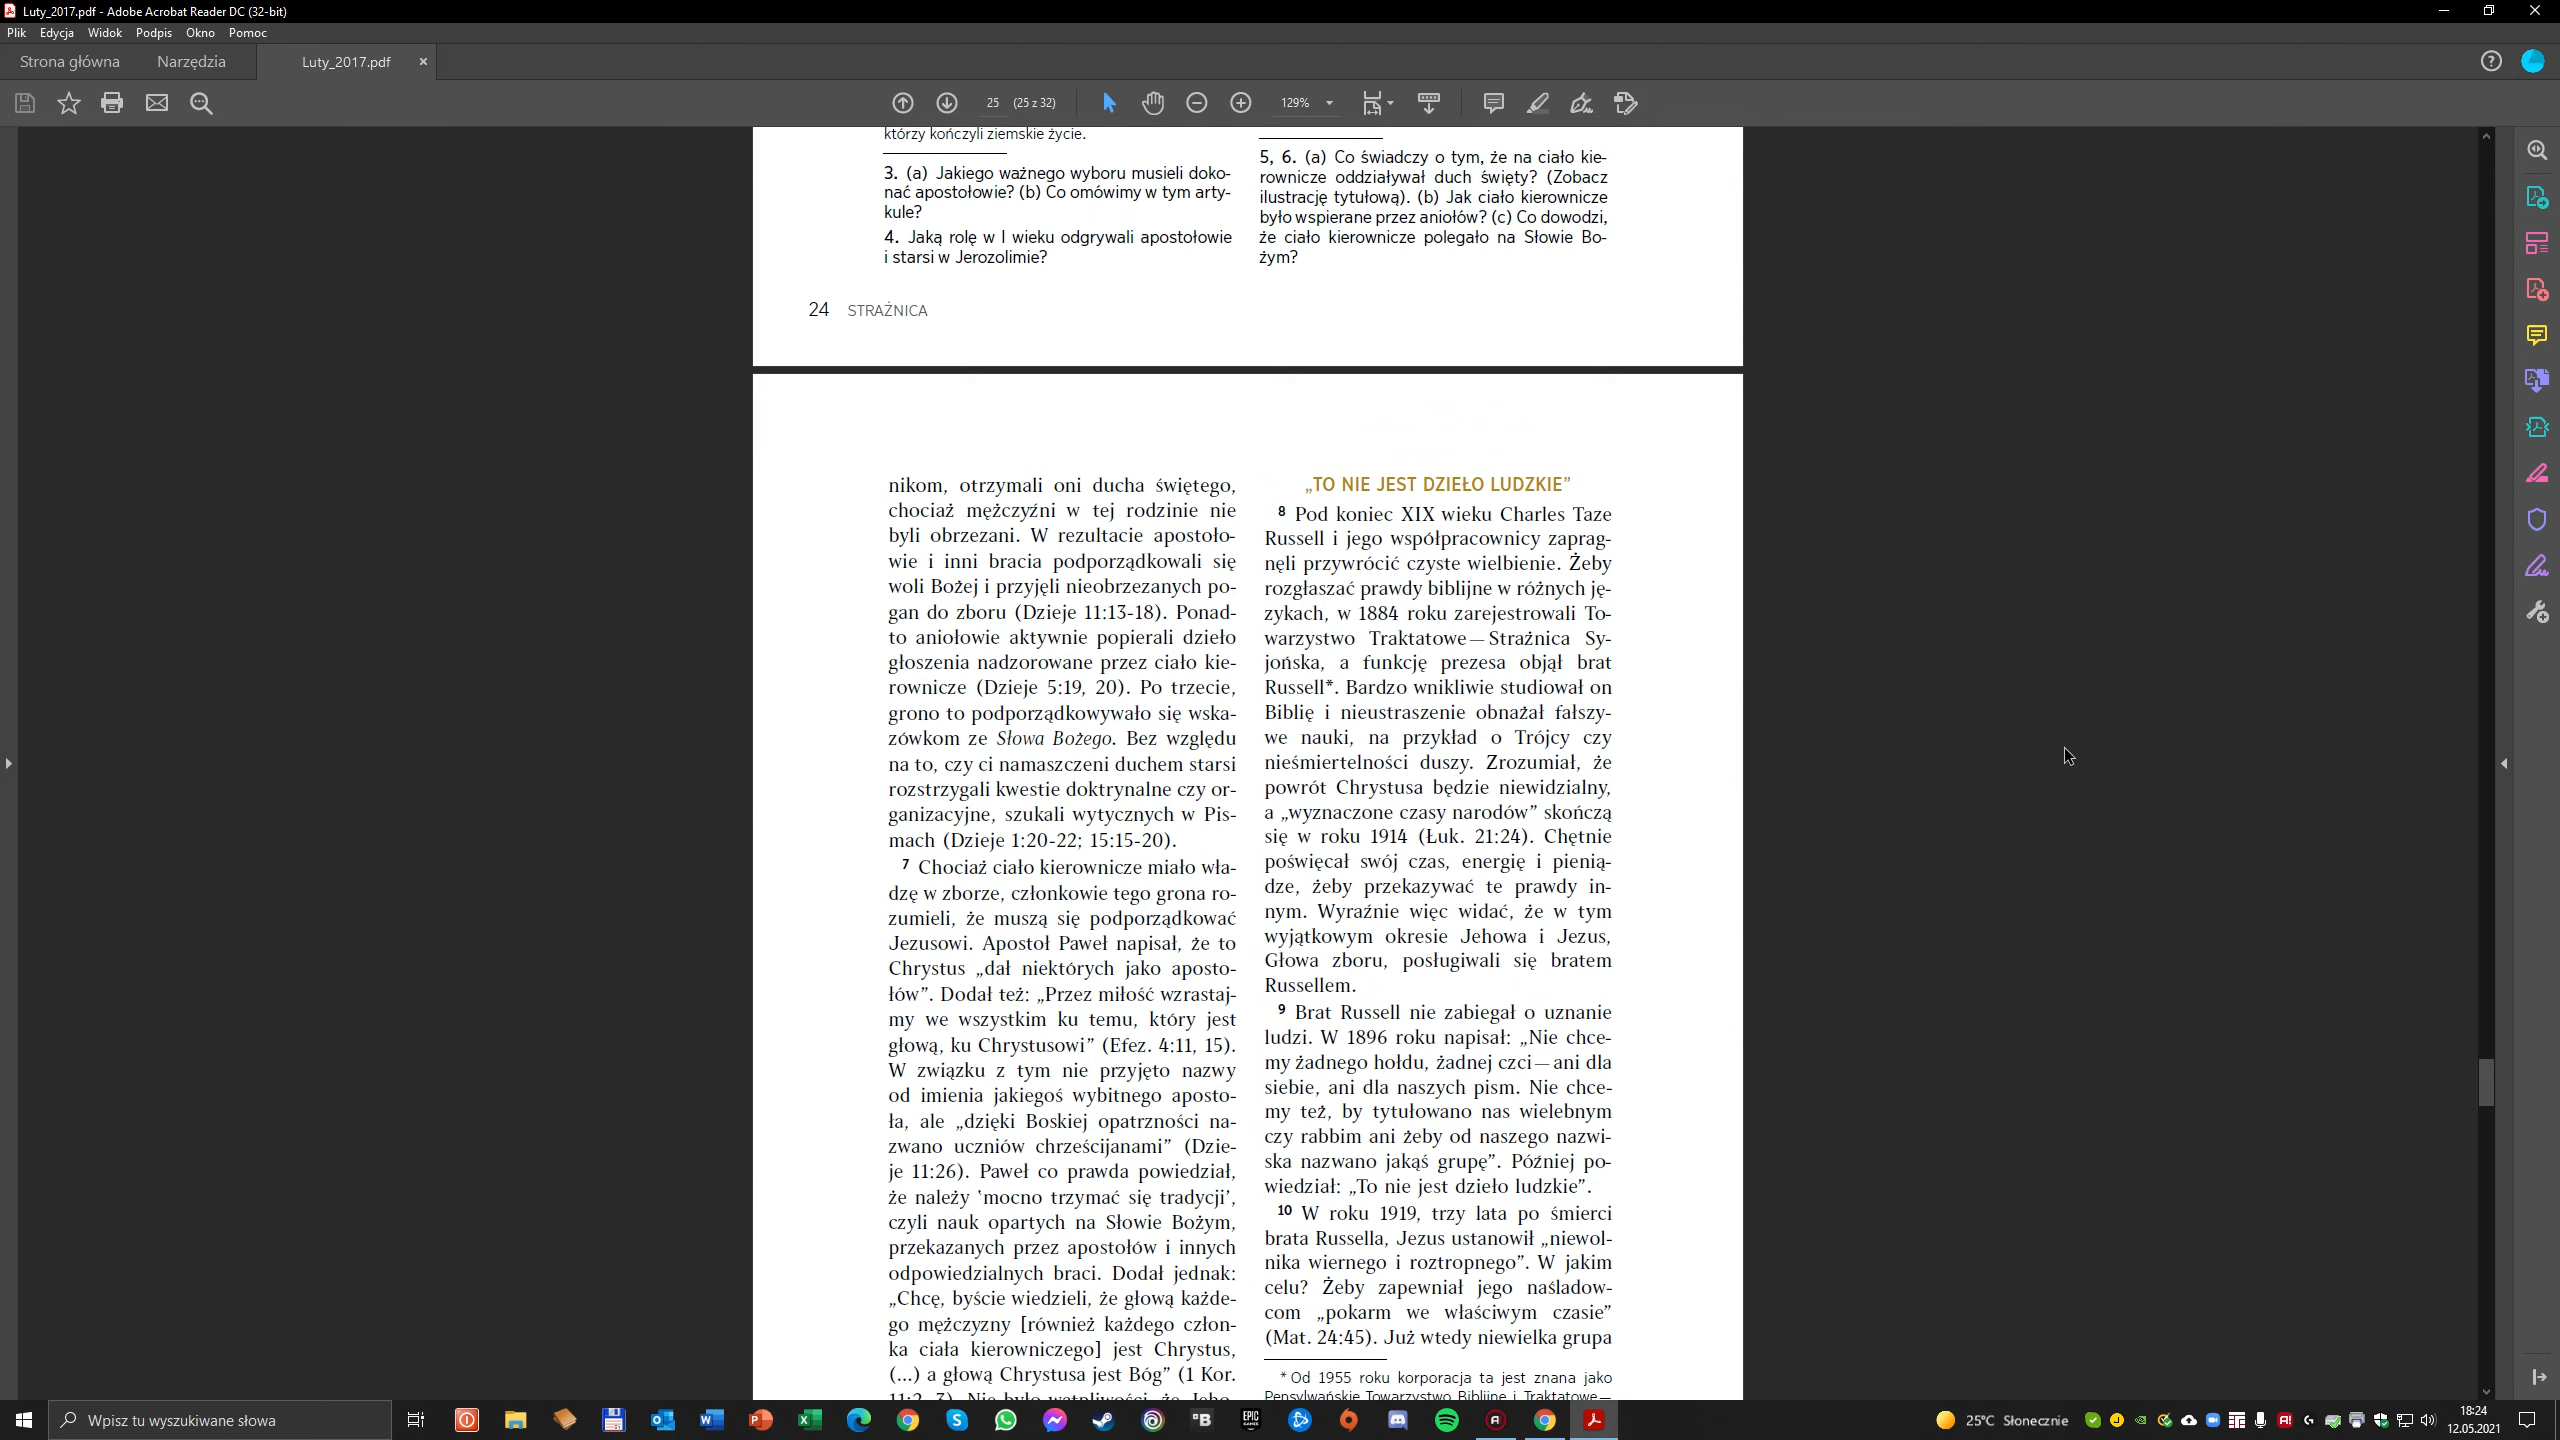 Luty_2017.pdf - Adobe Acrobat Reader DC (32-bit)
Plik Edycja Widok Podpis Okno Pomoc
Strona główna Narzędzia Luty_2017.pdf ×
25 (25 z 32) 129%
którzy kończyli ziemskie życie.
3. (a) Jakiego ważnego wyboru musieli doko-
nać apostołowie? (b) Co omówimy w tym arty-
kule?
4. Jaką rolę w I wieku odgrywali apostołowie
i starsi w Jerozolimie?
5, 6. (a) Co świadczy o tym, że na ciało kie-
rownicze oddziaływał duch święty? (Zobacz
ilustrację tytułową). (b) Jak ciało kierownicze
było wspierane przez aniołów? (c) Co dowodzi,
że ciało kierownicze polegało na Słowie Bo-
żym?
24 STRAŻNICA
nikom, otrzymali oni ducha świętego,
chociaż mężczyźni w tej rodzinie nie
byli obrzezani. W rezultacie apostoło-
wie i inni bracia podporządkowali się
woli Bożej i przyjęli nieobrzezanych po-
gan do zboru (Dzieje 11:13-18). Ponad-
to aniołowie aktywnie popierali dzieło
głoszenia nadzorowane przez ciało kie-
rownicze (Dzieje 5:19, 20). Po trzecie,
grono to podporządkowywało się wska-
zówkom ze Słowa Bożego. Bez względu
na to, czy ci namaszczeni duchem starsi
rozstrzygali kwestie doktrynalne czy or-
ganizacyjne, szukali wytycznych w Pis-
mach (Dzieje 1:20-22; 15:15-20).
7 Chociaż ciało kierownicze miało wła-
dzę w zborze, członkowie tego grona ro-
zumieli, że muszą się podporządkować
Jezusowi. Apostoł Paweł napisał, że to
Chrystus „dał niektórych jako aposto-
łów”. Dodał też: „Przez miłość wzrastaj-
my we wszystkim ku temu, który jest
głową, ku Chrystusowi” (Efez. 4:11, 15).
W związku z tym nie przyjęto nazwy
od imienia jakiegoś wybitnego aposto-
ła, ale „dzięki Boskiej opatrzności na-
zwano uczniów chrześcijanami” (Dzie-
je 11:26). Paweł co prawda powiedział,
że należy ‛mocno trzymać się tradycji’,
czyli nauk opartych na Słowie Bożym,
przekazanych przez apostołów i innych
odpowiedzialnych braci. Dodał jednak:
„Chcę, byście wiedzieli, że głową każde-
go mężczyzny [również każdego człon-
ka ciała kierowniczego] jest Chrystus,
(...) a głową Chrystusa jest Bóg” (1 Kor.
11:2, 3). Nie było wątpliwości, że Jeho-
„TO NIE JEST DZIEŁO LUDZKIE”
8 Pod koniec XIX wieku Charles Taze
Russell i jego współpracownicy zaprag-
nęli przywrócić czyste wielbienie. Żeby
rozgłaszać prawdy biblijne w różnych ję-
zykach, w 1884 roku zarejestrowali To-
warzystwo Traktatowe — Strażnica Sy-
jońska, a funkcję prezesa objął brat
Russell*. Bardzo wnikliwie studiował on
Biblię i nieustraszenie obnażał fałszy-
we nauki, na przykład o Trójcy czy
nieśmiertelności duszy. Zrozumiał, że
powrót Chrystusa będzie niewidzialny,
a „wyznaczone czasy narodów” skończą
się w roku 1914 (Łuk. 21:24). Chętnie
poświęcał swój czas, energię i pienią-
dze, żeby przekazywać te prawdy in-
nym. Wyraźnie więc widać, że w tym
wyjątkowym okresie Jehowa i Jezus,
Głowa zboru, posługiwali się bratem
Russellem.
9 Brat Russell nie zabiegał o uznanie
ludzi. W 1896 roku napisał: „Nie chce-
my żadnego hołdu, żadnej czci — ani dla
siebie, ani dla naszych pism. Nie chce-
my też, by tytułowano nas wielebnym
czy rabbim ani żeby od naszego nazwi-
ska nazwano jakąś grupę”. Później po-
wiedział: „To nie jest dzieło ludzkie”.
10 W roku 1919, trzy lata po śmierci
brata Russella, Jezus ustanowił „niewol-
nika wiernego i roztropnego”. W jakim
celu? Żeby zapewniał jego naśladow-
com „pokarm we właściwym czasie”
(Mat. 24:45). Już wtedy niewielka grupa
* Od 1955 roku korporacja ta jest znana jako
Pensylwańskie Towarzystwo Biblijne i Traktatowe —
Wpisz tu wyszukiwane słowa
25°C Słonecznie
18:24
12.05.2021